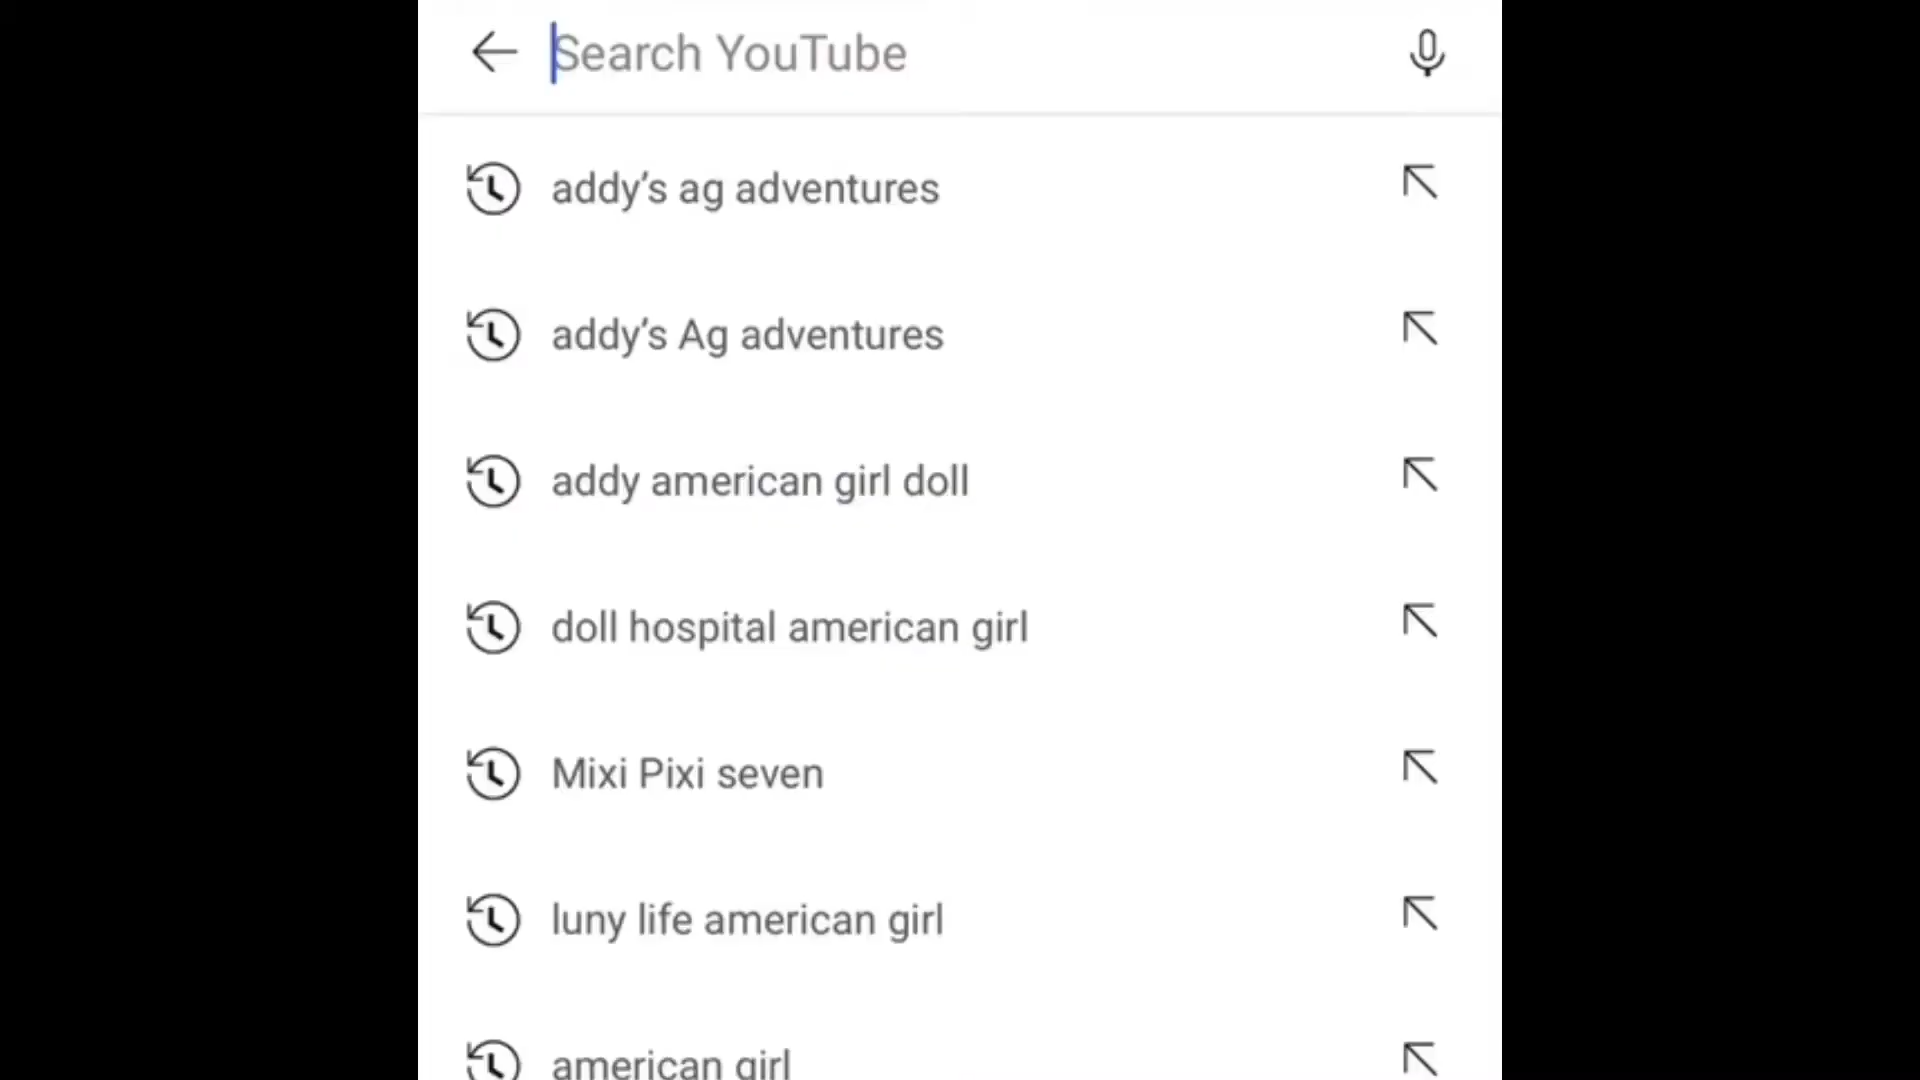 Search YouTube
addy’s ag adventures
addy’s Ag adventures
addy american girl doll
doll hospital american girl
Mixi Pixi seven
luny life american girl
american girl